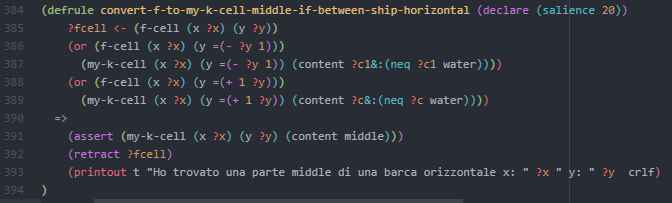 384 (defrule convert-f-to-my-k-cell-middle-if-between-ship-horizontal (declare (salience 20))
385 ?fcell <- (f-cell (x ?x) (y ?y))
386 (or (f-cell (x ?x) (y =(- ?y 1)))
387 (my-k-cell (x ?x) (y =(- ?y 1)) (content ?c1&:(neq ?c1 water))))
388 (or (f-cell (x ?x) (y =(+ 1 ?y)))
389 (my-k-cell (x ?x) (y =(+ 1 ?y)) (content ?c&:(neq ?c water))))
390 =>
391 (assert (my-k-cell (x ?x) (y ?y) (content middle)))
392 (retract ?fcell)
393 (printout t "Ho trovato una parte middle di una barca orizzontale x: " ?x " y: " ?y crlf)
394 )